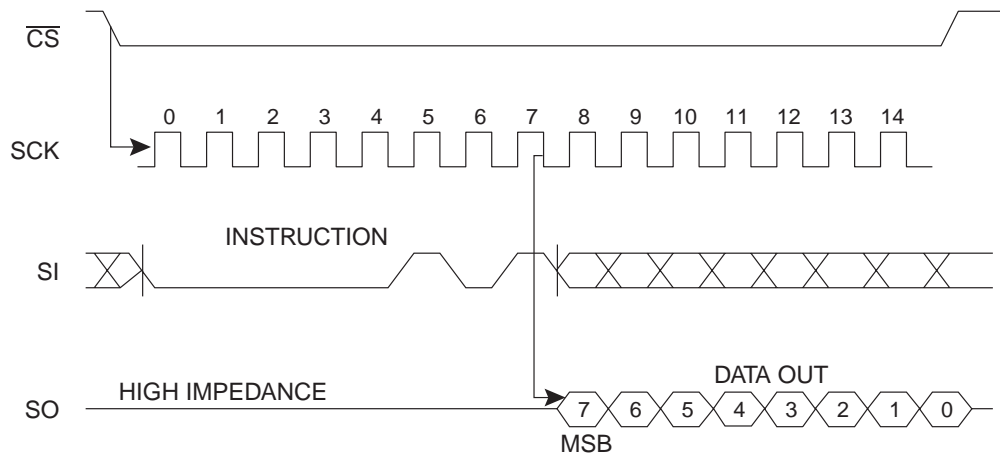 CS
0 1 2 3 4 5 6 7 8 9 10 11 12 13 14
SCK
INSTRUCTION
SI
HIGH IMPEDANCE
DATA OUT
SO
7 6 5 4 3 2 1 0
MSB